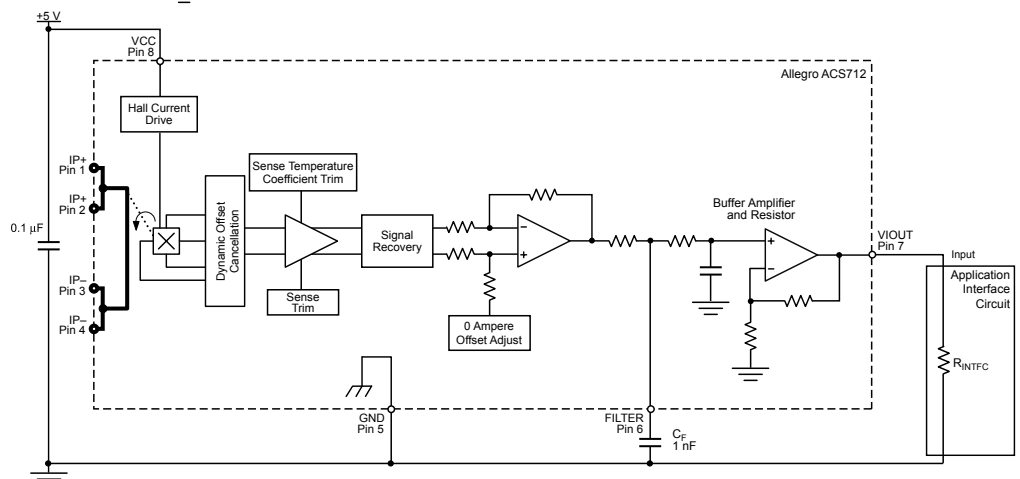 +5 V
VCC
Pin 8
Allegro ACS712
Hall Current
Drive
IP+
Pin 1
IP+
Pin 2
0.1 µF
IP–
Pin 3
IP–
Pin 4
Dynamic Offset
Cancellation
Sense Temperature
Coefficient Trim
Sense
Trim
Signal
Recovery
0 Ampere
Offset Adjust
–
+
Buffer Amplifier
and Resistor
+
–
VIOUT
Pin 7
Input
Application
Interface
Circuit
RINTFC
GND
Pin 5
FILTER
Pin 6
CF
1 nF